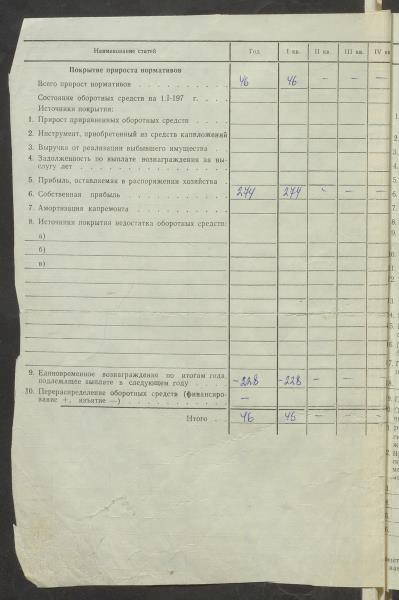 Наименование статей Год I кв. II кв. III кв. IV кв
Покрытие прироста нормативов
Всего прирост нормативов 46 46 — — —
Состояние оборотных средств на 1.I-197 г.
Источники покрытия:
1. Прирост приравненных оборотных средств
2. Инструмент, приобретенный из средств капвложений
3. Выручка от реализации выбывшего имущества
4. Задолженность по выплате вознаграждения за вы-
слугу лет
5. Прибыль, оставляемая в распоряжении хозяйства
6. Собственная прибыль 274 274 - — —
7. Амортизация капремонта
8. Источники покрытия недостатка оборотных средств:
а)
б)
в)
9. Единовременное вознаграждение по итогам года,
подлежащее выплате в следующем году -228 -228 — —
10. Перераспределение оборотных средств (финансиро-
вание +, изъятие —) —
Итого 46 46 — — —